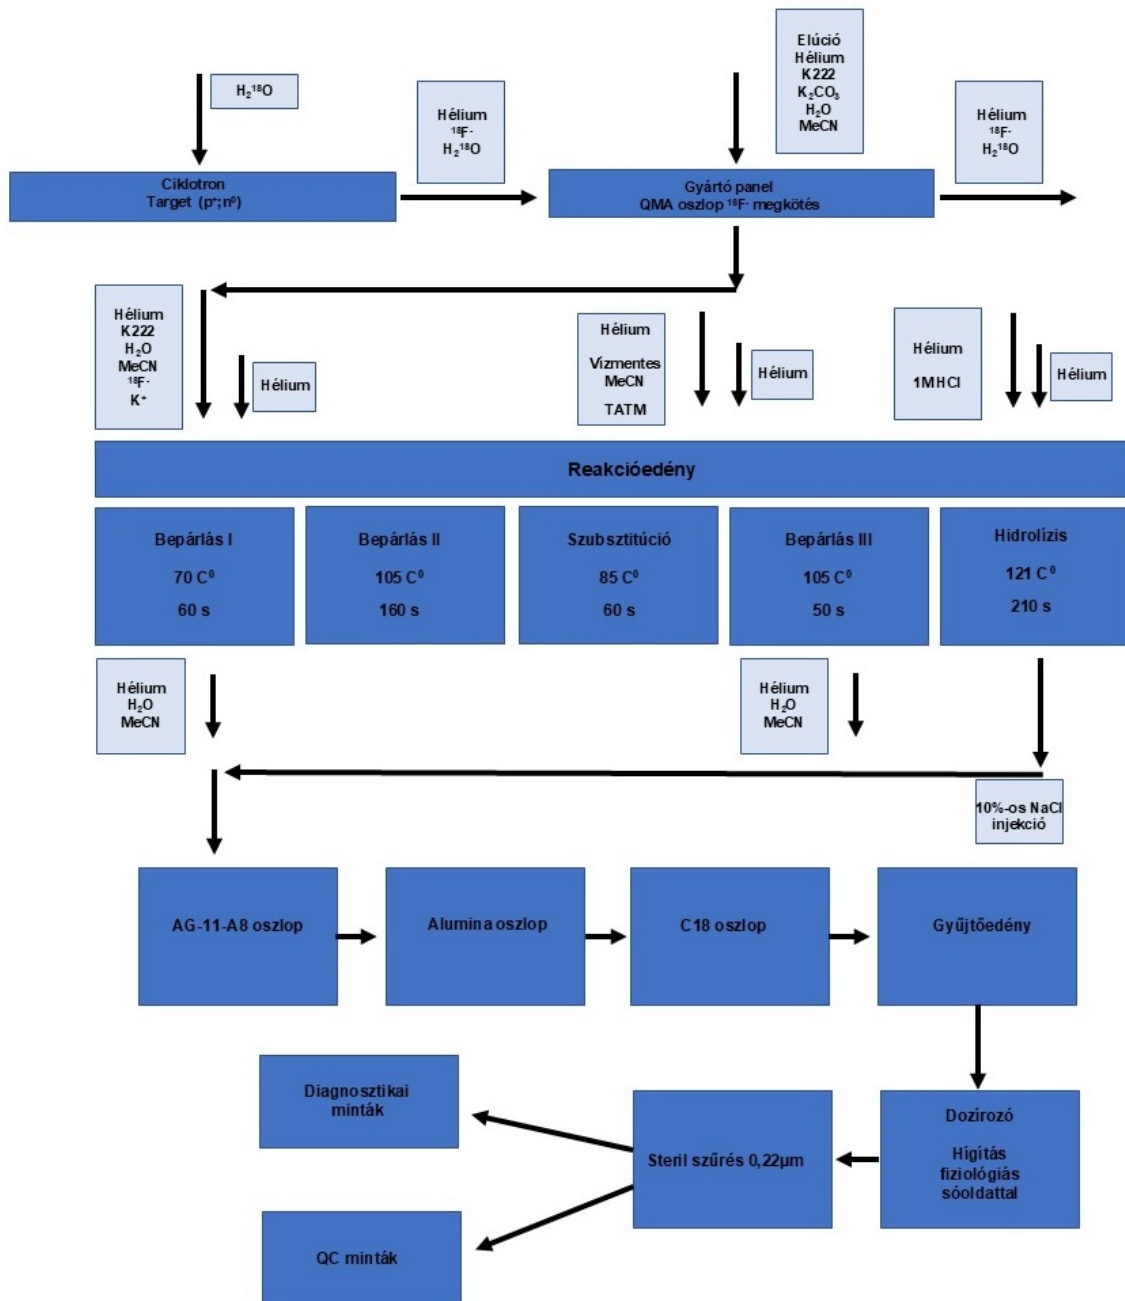 H₂¹⁸O
Hélium
¹⁸F⁻
H₂¹⁸O
Elúció
Hélium
K222
K₂CO₃
H₂O
MeCN
Hélium
¹⁸F⁻
H₂¹⁸O
Ciklotron
Target (p⁺;n⁰)
Gyártó panel
QMA oszlop ¹⁸F⁻ megkötés
Hélium
K222
H₂O
MeCN
¹⁸F⁻
K⁺
Hélium
Hélium
Vizmentes
MeCN
TATM
Hélium
Hélium
1MHCl
Hélium
Reakcióedény
Bepárlás I
70 C⁰
60 s
Bepárlás II
105 C⁰
160 s
Szubsztitúció
85 C⁰
60 s
Bepárlás III
105 C⁰
50 s
Hidrolízis
121 C⁰
210 s
Hélium
H₂O
MeCN
Hélium
H₂O
MeCN
10%-os NaCl
injekció
AG-11-A8 oszlop
Alumina oszlop
C18 oszlop
Gyűjtőedény
Diagnosztikai
minták
Steril szűrés 0,22µm
Dozírozó
Hígítás
fiziológiás
sóoldattal
QC minták